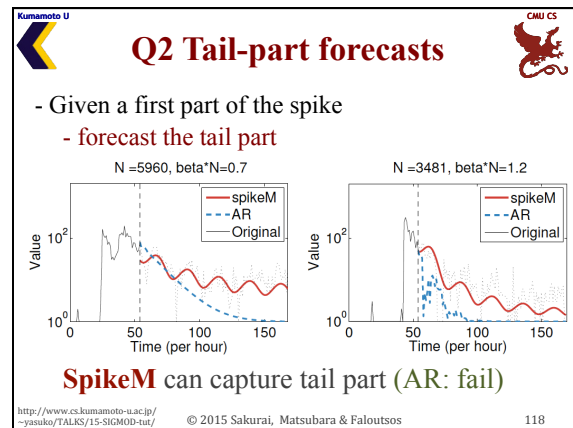 Kumamoto U
CMU CS
Q2 Tail-part forecasts
- Given a first part of the spike
- forecast the tail part
N =5960, beta*N=0.7
spikeM
AR
Original
Value
10^2
10^0
0 50 100 150
Time (per hour)
N =3481, beta*N=1.2
spikeM
AR
Original
Value
10^2
10^0
0 50 100 150
Time (per hour)
SpikeM can capture tail part (AR: fail)
http://www.cs.kumamoto-u.ac.jp/
~yasuko/TALKS/15-SIGMOD-tut/
© 2015 Sakurai, Matsubara & Faloutsos
118